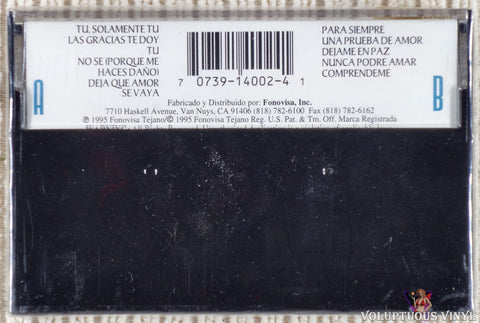 TU, SOLAMENTE TU
LAS GRACIAS TE DOY
TU
NO SE (PORQUE ME
HACES DAÑO)
DEJA QUE AMOR
SE VAYA
A
7 0739-14002-4 1
PARA SIEMPRE
UNA PRUEBA DE AMOR
DEJAME EN PAZ
NUNCA PODRE AMAR
COMPRENDEME
B
Fabricado y Distribuido por: Fonovisa, Inc.
7710 Haskell Avenue, Van Nuys, CA 91406 (818) 782-6100 Fax (818) 782-6162
℗ 1995 Fonovisa Tejano/© 1995 Fonovisa Tejano Reg. U.S. Pat. & Tm. Off. Marca Registrada
VOLUPTUOUS VINYL